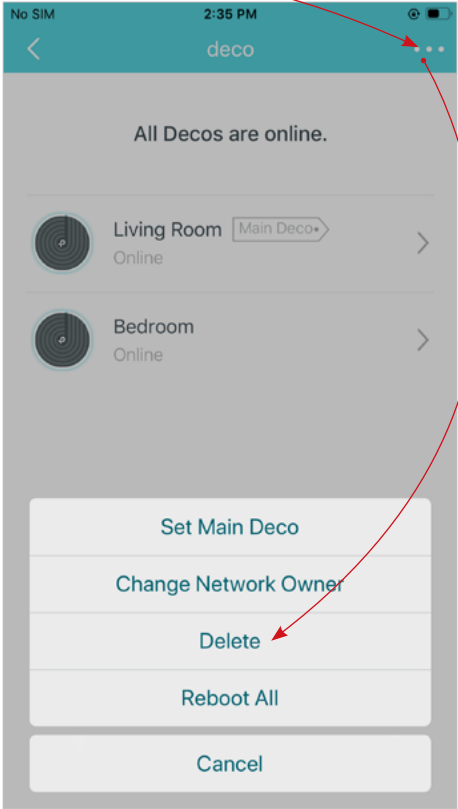 No SIM 2:35 PM
deco
All Decos are online.
Living Room Main Deco
Online
Bedroom
Online
Set Main Deco
Change Network Owner
Delete
Reboot All
Cancel